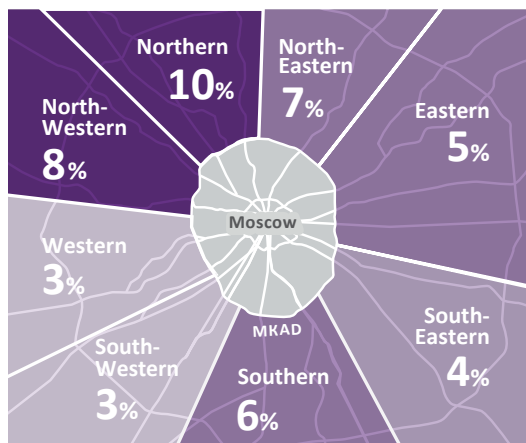 Northern
10%
North-
Eastern
7%
Eastern
5%
North-
Western
8%
Moscow
Western
3%
South-
Western
3%
MKAD
Southern
6%
South-
Eastern
4%